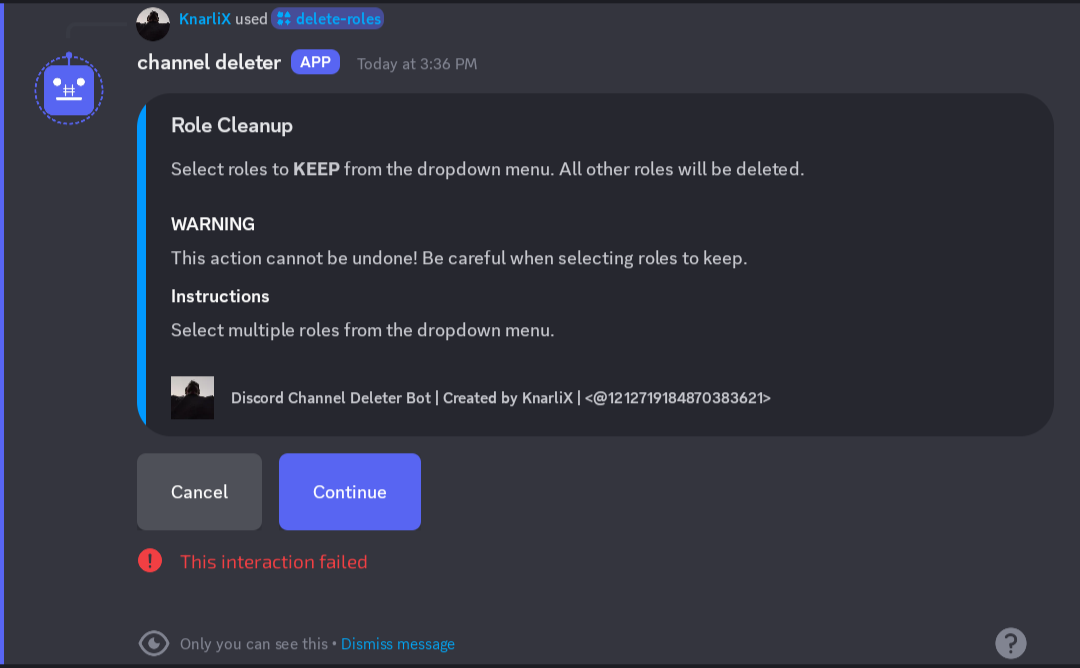 KnarliX used delete-roles
channel deleter APP Today at 3:36 PM
Role Cleanup
Select roles to KEEP from the dropdown menu. All other roles will be deleted.
WARNING
This action cannot be undone! Be careful when selecting roles to keep.
Instructions
Select multiple roles from the dropdown menu.
Discord Channel Deleter Bot | Created by KnarliX | <@1212719184870383621>
Cancel Continue
This interaction failed
Only you can see this • Dismiss message